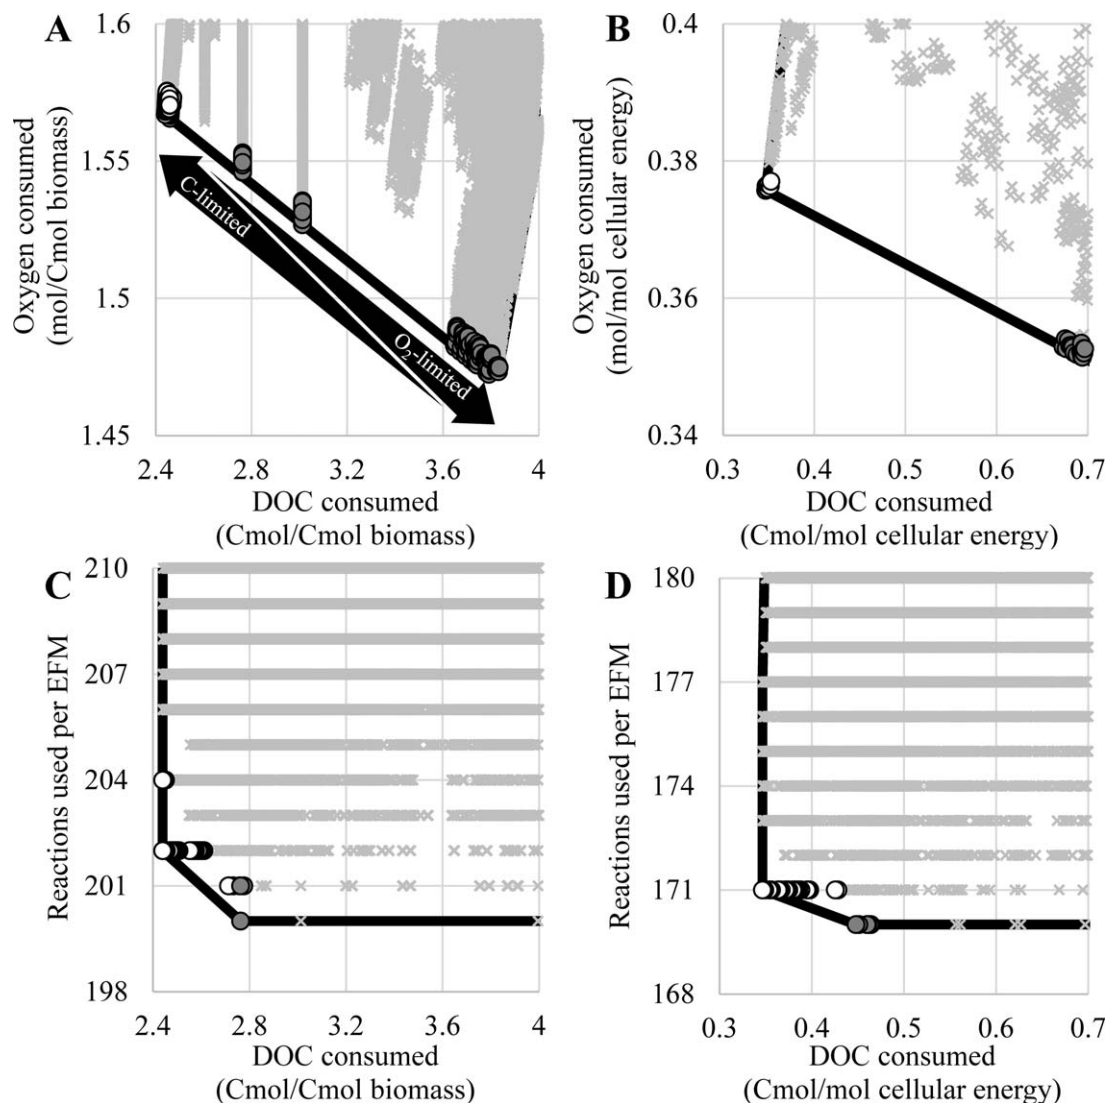 A
1.6
1.55
1.5
1.45
Oxygen consumed
(mol/Cmol biomass)
C-limited
O2-limited
2.4 2.8 3.2 3.6 4
DOC consumed
(Cmol/Cmol biomass)
B
0.4
0.38
0.36
0.34
Oxygen consumed
(mol/mol cellular energy)
0.3 0.4 0.5 0.6 0.7
DOC consumed
(Cmol/mol cellular energy)
C
210
207
204
201
198
Reactions used per EFM
2.4 2.8 3.2 3.6 4
DOC consumed
(Cmol/Cmol biomass)
D
180
177
174
171
168
Reactions used per EFM
0.3 0.4 0.5 0.6 0.7
DOC consumed
(Cmol/mol cellular energy)